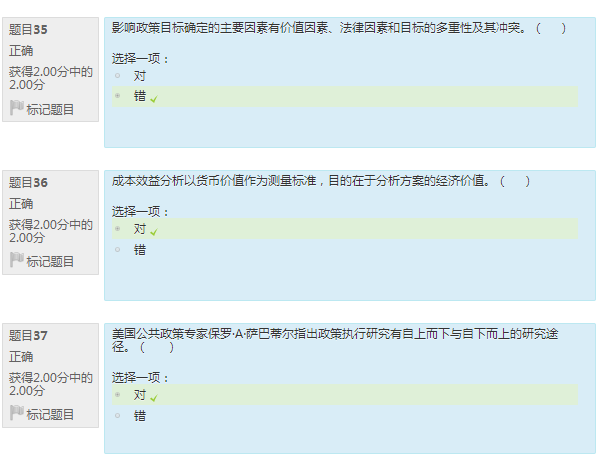 题目35
正确
获得2.00分中的
2.00分
标记题目
影响政策目标确定的主要因素有价值因素、法律因素和目标的多重性及其冲突。（　　）
选择一项：
对
错
题目36
正确
获得2.00分中的
2.00分
标记题目
成本效益分析以货币价值作为测量标准，目的在于分析方案的经济价值。（　　）
选择一项：
对
错
题目37
正确
获得2.00分中的
2.00分
标记题目
美国公共政策专家保罗·A·萨巴蒂尔指出政策执行研究有自上而下与自下而上的研究途
径。（　　）
选择一项：
对
错